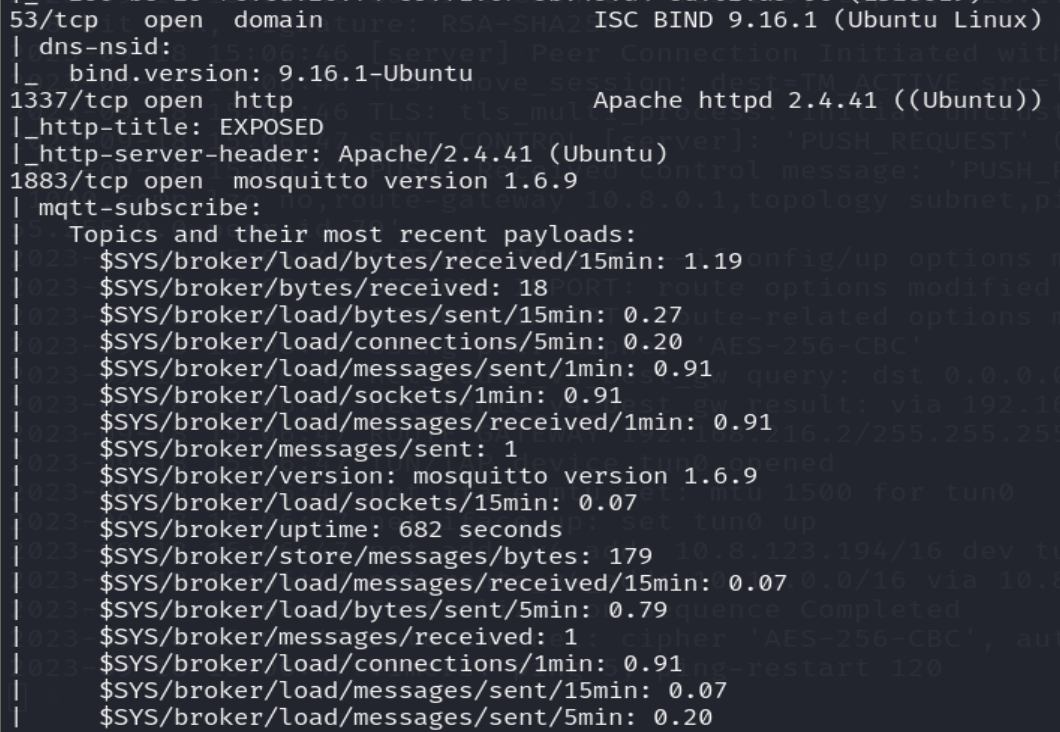 53/tcp open domain ISC BIND 9.16.1 (Ubuntu Linux)
| dns-nsid:
|_ bind.version: 9.16.1-Ubuntu
1337/tcp open http Apache httpd 2.4.41 ((Ubuntu))
|_http-title: EXPOSED
|_http-server-header: Apache/2.4.41 (Ubuntu)
1883/tcp open mosquitto version 1.6.9
| mqtt-subscribe:
| Topics and their most recent payloads:
| $SYS/broker/load/bytes/received/15min: 1.19
| $SYS/broker/bytes/received: 18
| $SYS/broker/load/bytes/sent/15min: 0.27
| $SYS/broker/load/connections/5min: 0.20
| $SYS/broker/load/messages/sent/1min: 0.91
| $SYS/broker/load/sockets/1min: 0.91
| $SYS/broker/load/messages/received/1min: 0.91
| $SYS/broker/messages/sent: 1
| $SYS/broker/version: mosquitto version 1.6.9
| $SYS/broker/load/sockets/15min: 0.07
| $SYS/broker/uptime: 682 seconds
| $SYS/broker/store/messages/bytes: 179
| $SYS/broker/load/messages/received/15min: 0.07
| $SYS/broker/load/bytes/sent/5min: 0.79
| $SYS/broker/messages/received: 1
| $SYS/broker/load/connections/1min: 0.91
| $SYS/broker/load/messages/sent/15min: 0.07
| $SYS/broker/load/messages/sent/5min: 0.20